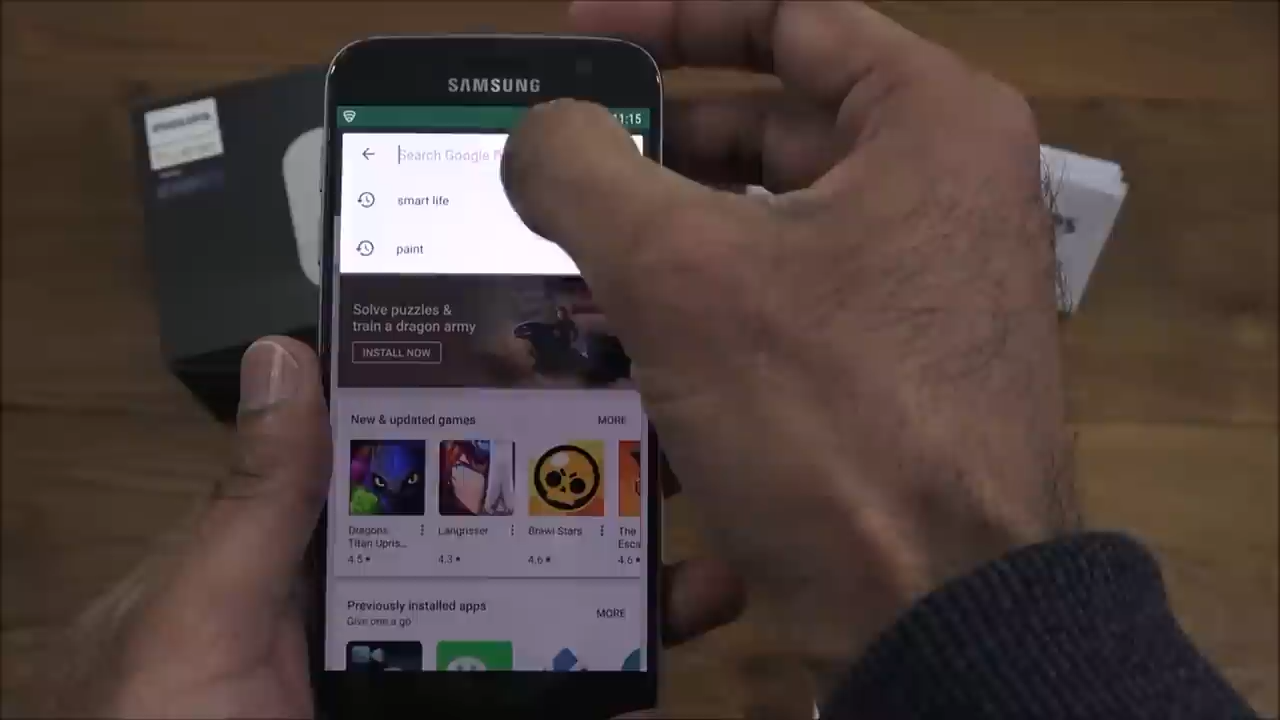 SAMSUNG
11:15
Search Google
smart life
paint
Solve puzzles &
train a dragon army
INSTALL NOW
New & updated games
MORE
Dragons:
Titan Upris...
4.5★
Langrisser
4.3★
Brawl Stars
4.6★
The
Esca
4.6★
Previously installed apps
MORE
Give one a go